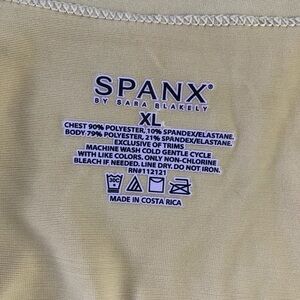 SPANX®
BY SARA BLAKELY
XL
CHEST 90% POLYESTER, 10% SPANDEX/ELASTANE.
BODY 79% POLYESTER, 21% SPANDEX/ELASTANE.
EXCLUSIVE OF TRIMS
MACHINE WASH COLD GENTLE CYCLE
WITH LIKE COLORS. ONLY NON-CHLORINE
BLEACH IF NEEDED. LINE DRY. DO NOT IRON.
RN#112121
30C
MADE IN COSTA RICA